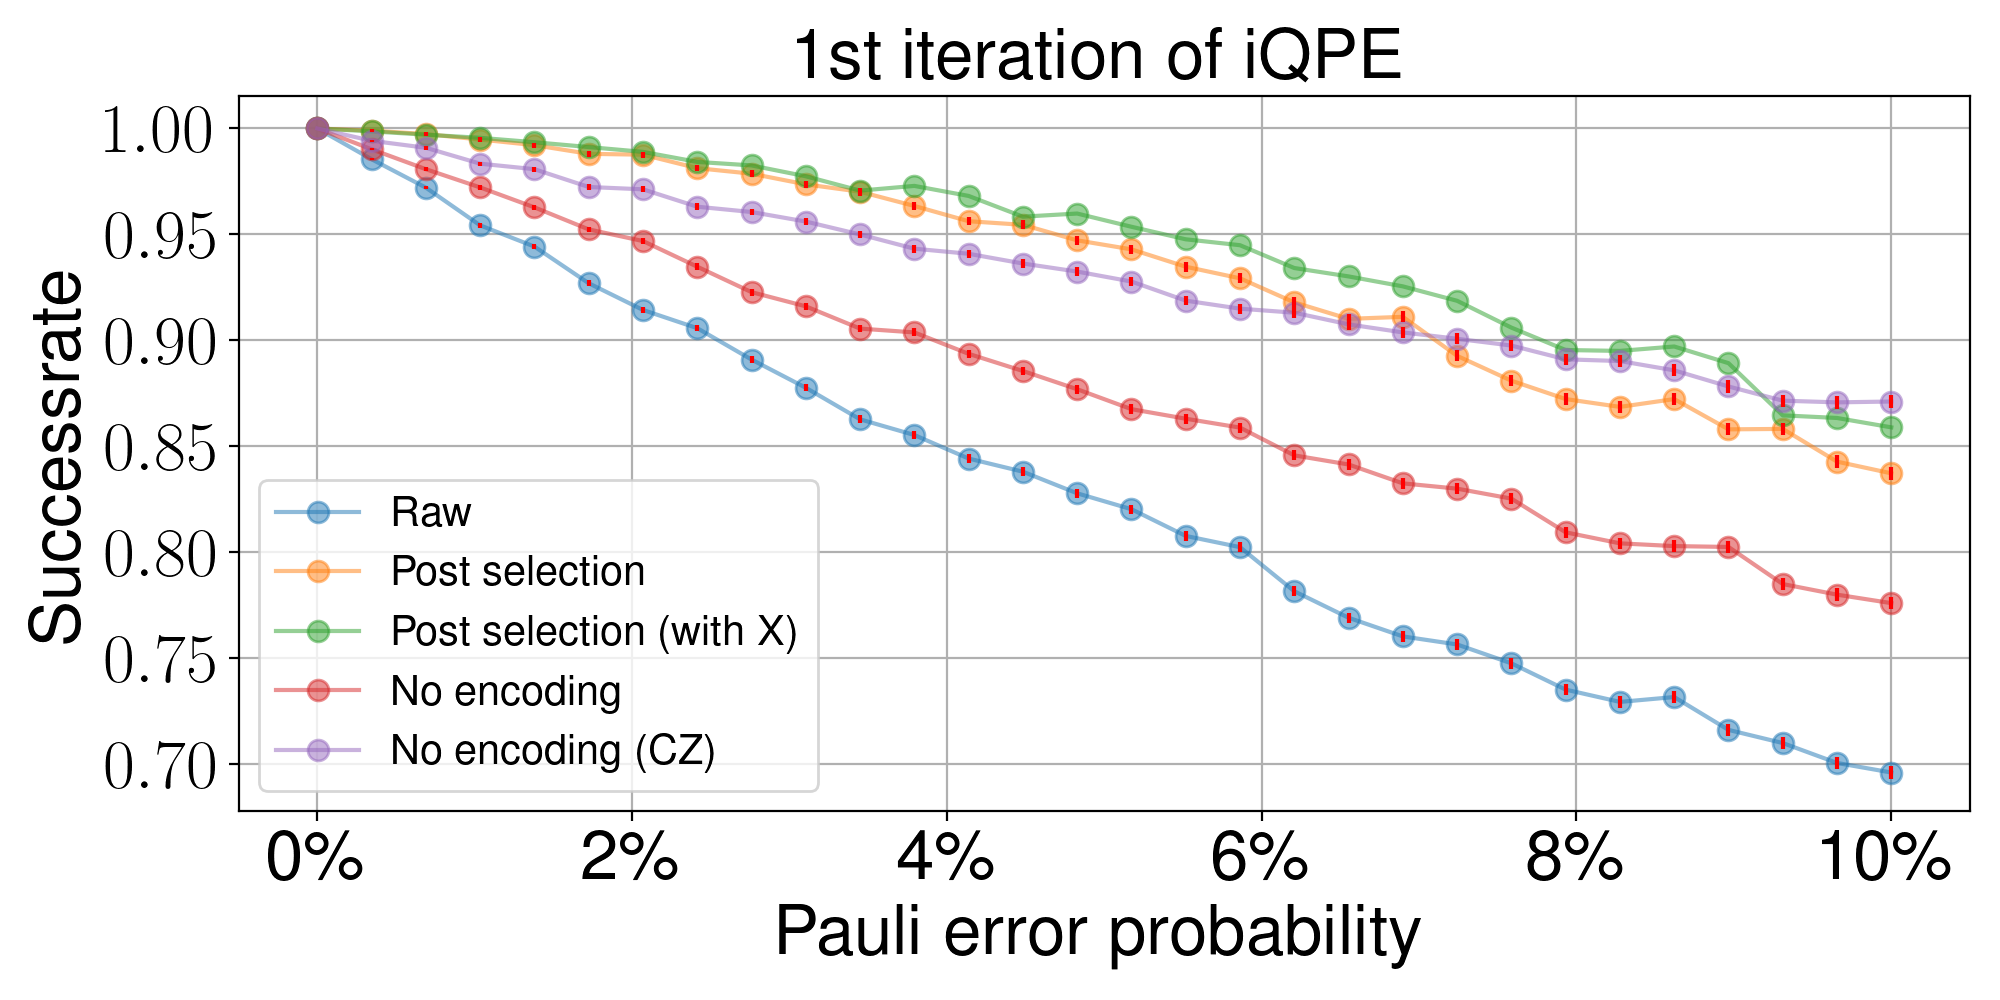 1st iteration of iQPE
Successrate
1.00
0.95
0.90
0.85
0.80
0.75
0.70
Raw
Post selection
Post selection (with X)
No encoding
No encoding (CZ)
0% 2% 4% 6% 8% 10%
Pauli error probability